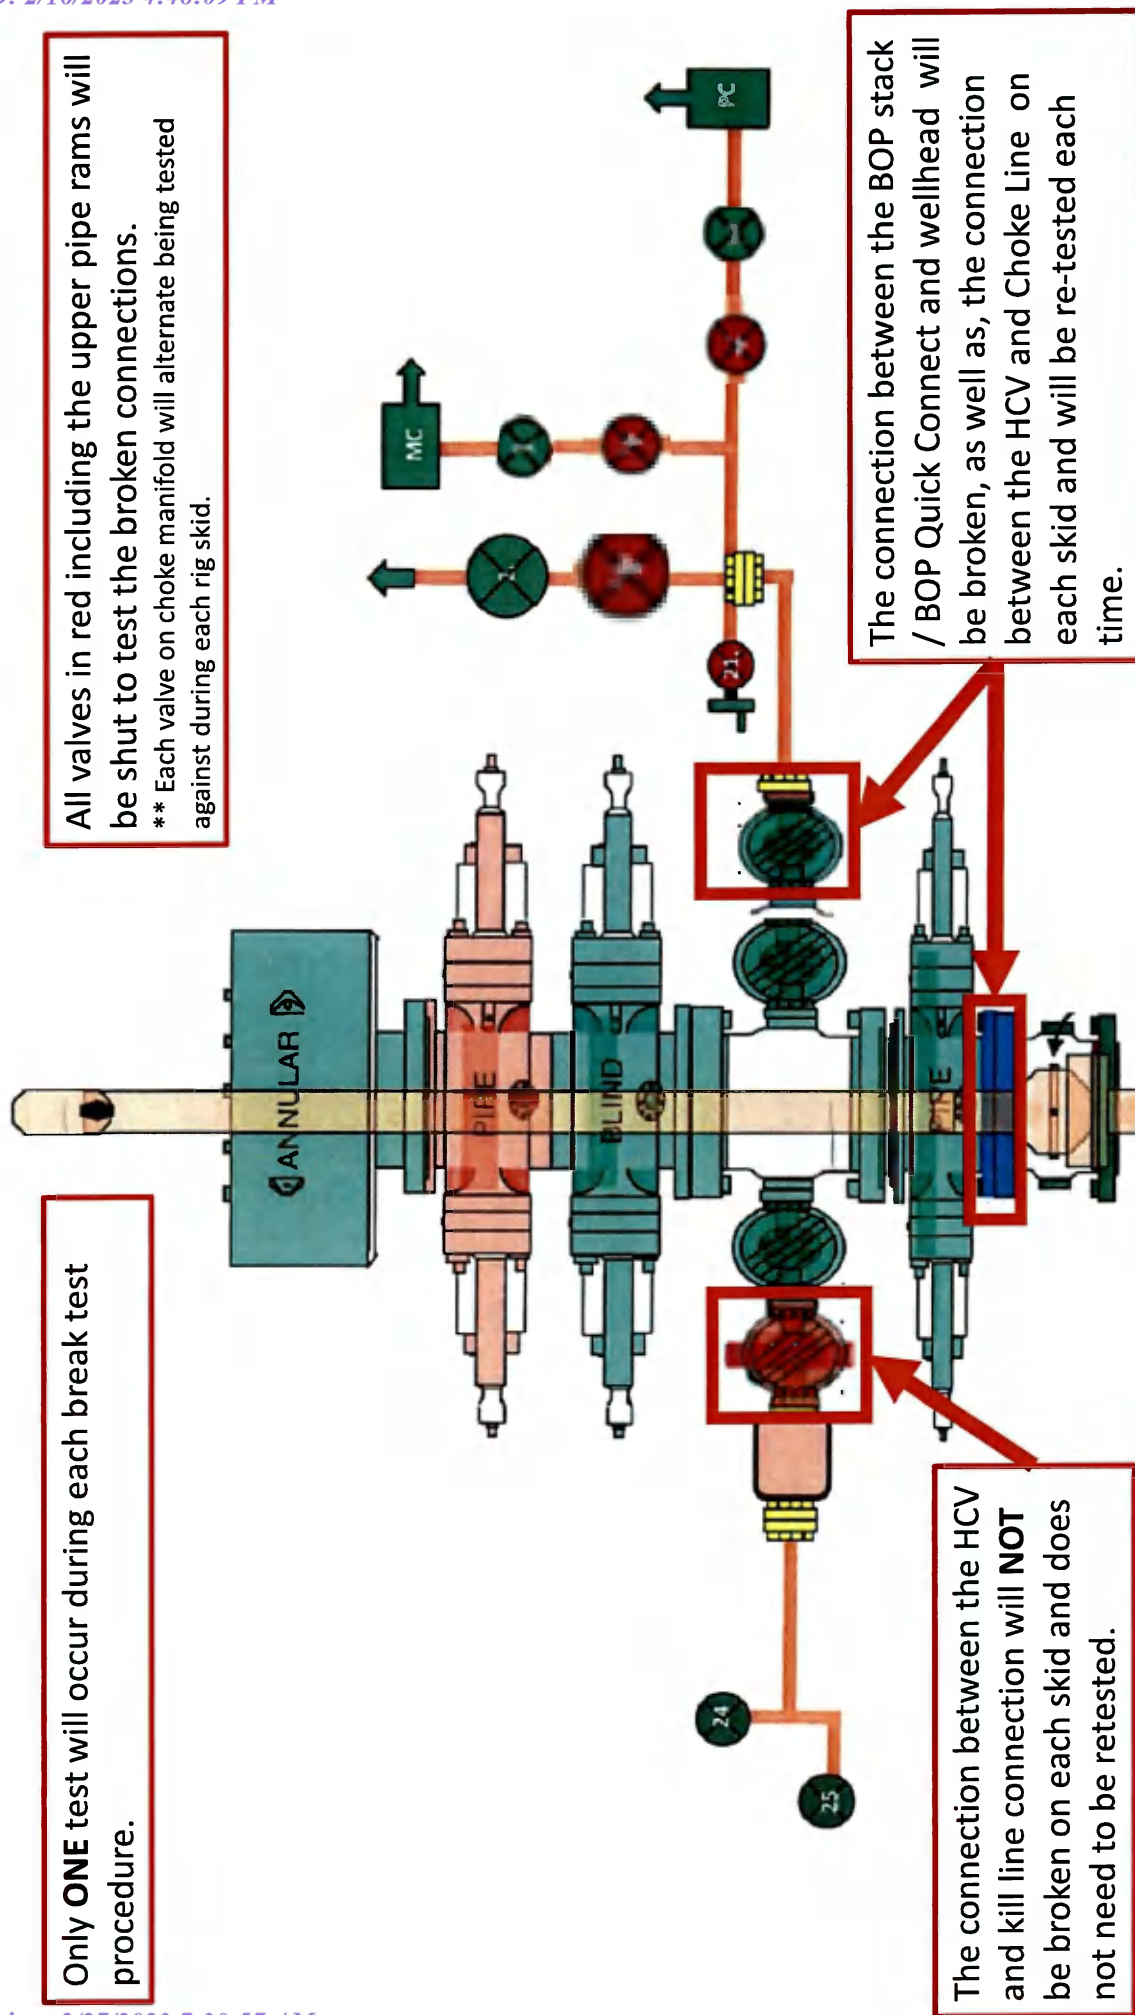 Only ONE test will occur during each break test
procedure.
All valves in red including the upper pipe rams will
be shut to test the broken connections.
** Each valve on choke manifold will alternate being tested
against during each rig skid.
ANNULAR
PIPE
BLIND
PIPE
MC
PC
2.
21.
24
25
The connection between the HCV
and kill line connection will NOT
be broken on each skid and does
not need to be retested.
The connection between the BOP stack
/ BOP Quick Connect and wellhead will
be broken, as well as, the connection
between the HCV and Choke Line on
each skid and will be re-tested each
time.